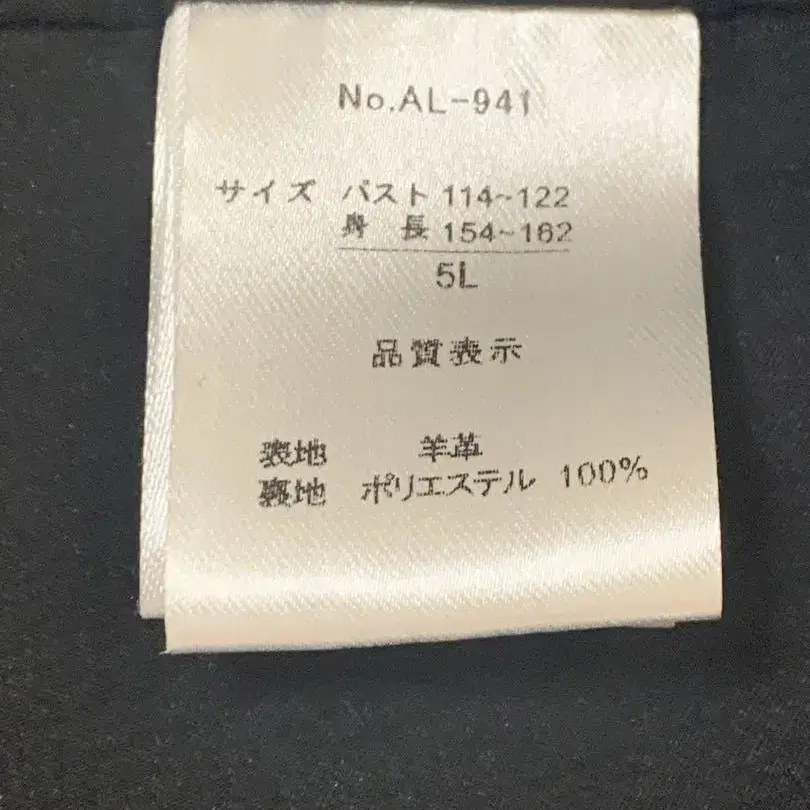 No.AL-941
サイズ バスト 114~122
身 長 154~162
5L
品質表示
表地 羊革
裏地 ポリエステル 100%